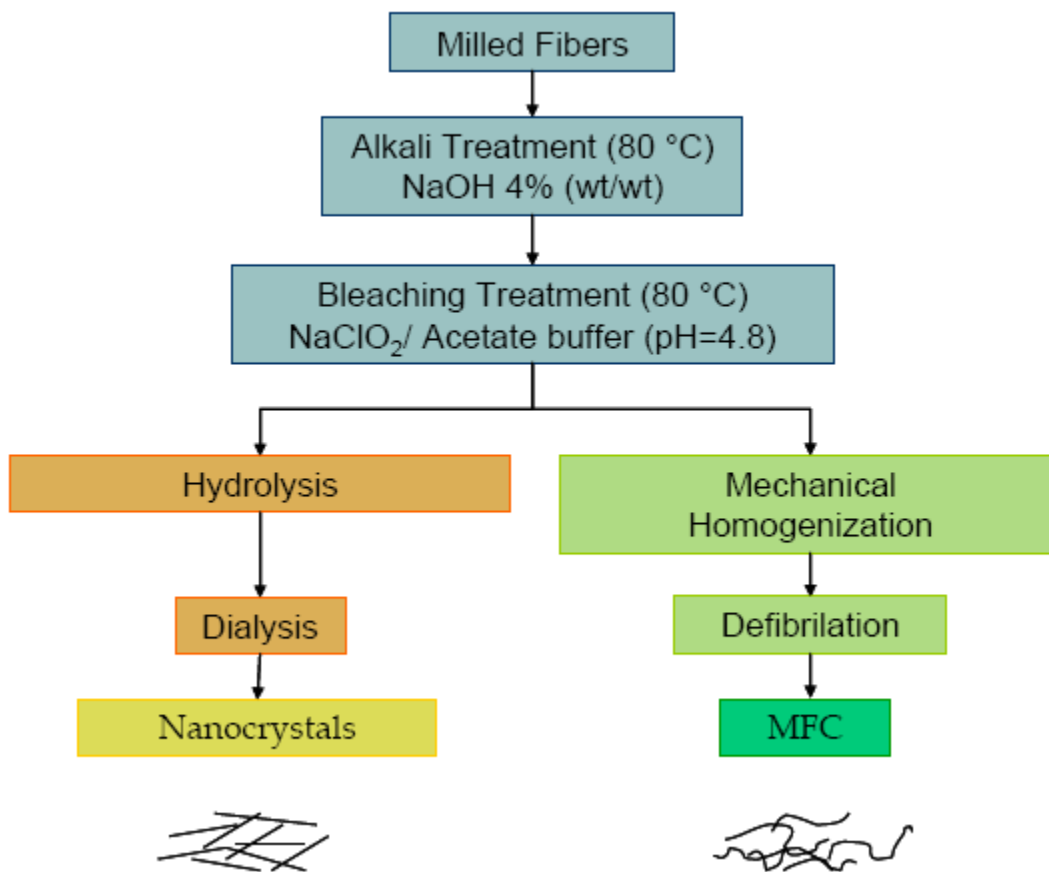 Milled Fibers
Alkali Treatment (80 °C)
NaOH 4% (wt/wt)
Bleaching Treatment (80 °C)
NaClO₂/ Acetate buffer (pH=4.8)
Hydrolysis
Mechanical
Homogenization
Dialysis
Defibrilation
Nanocrystals
MFC